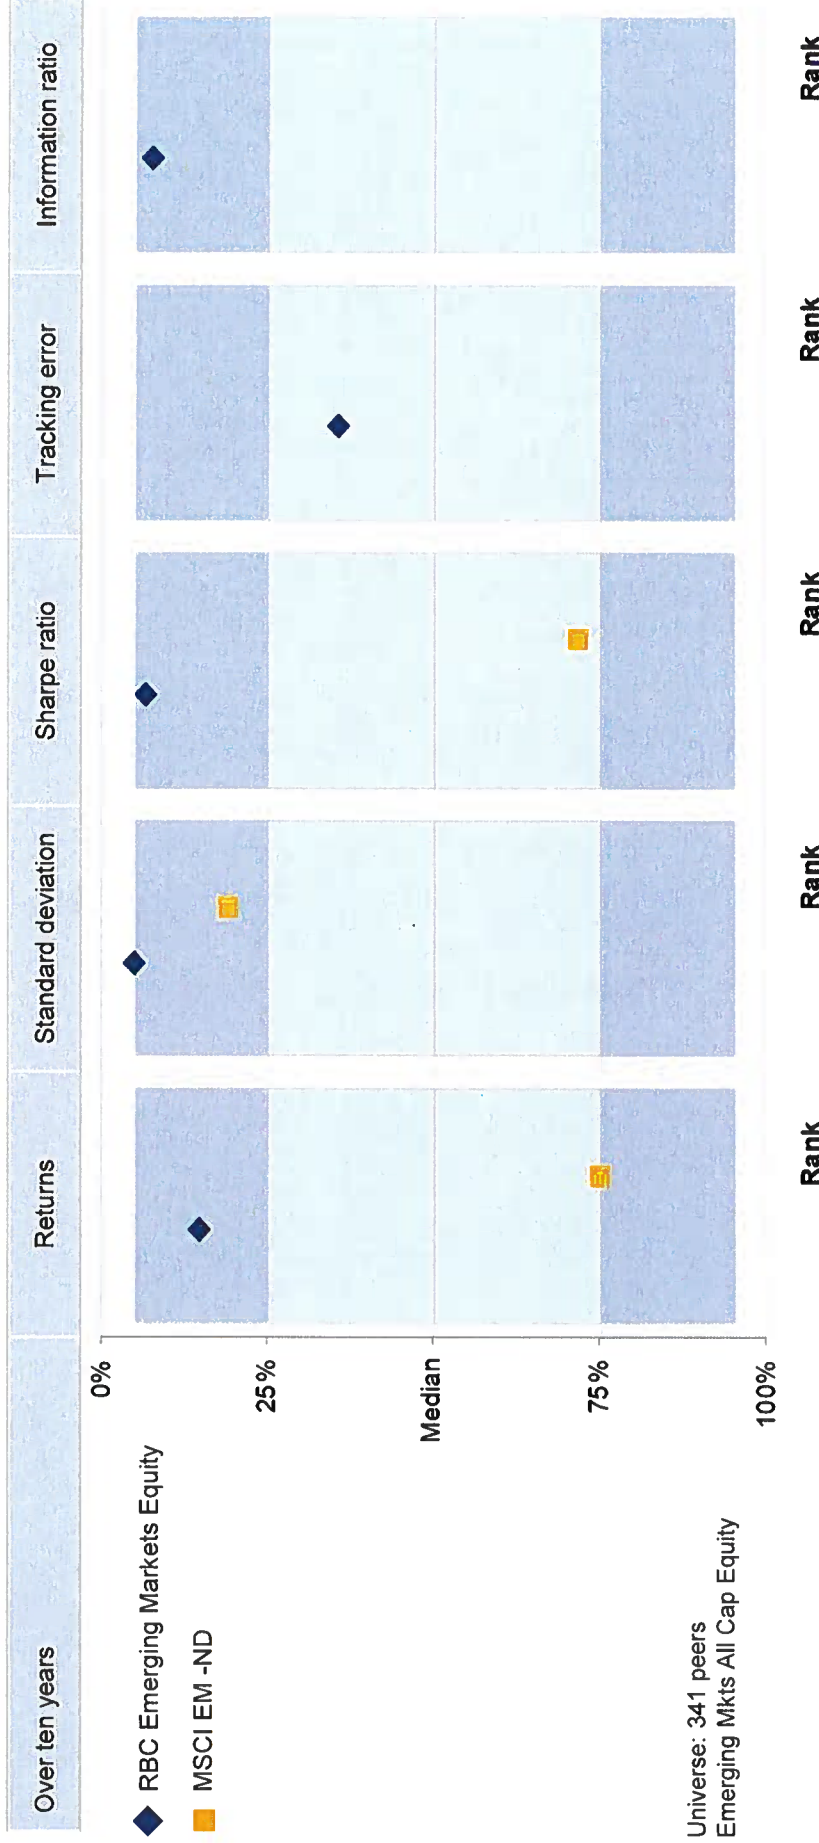 Over ten years
Returns
Standard deviation
Sharpe ratio
Tracking error
Information ratio
RBC Emerging Markets Equity
MSCI EM -ND
0%
25%
Median
75%
100%
Universe: 341 peers
Emerging Mkts All Cap Equity
Rank
Rank
Rank
Rank
Rank